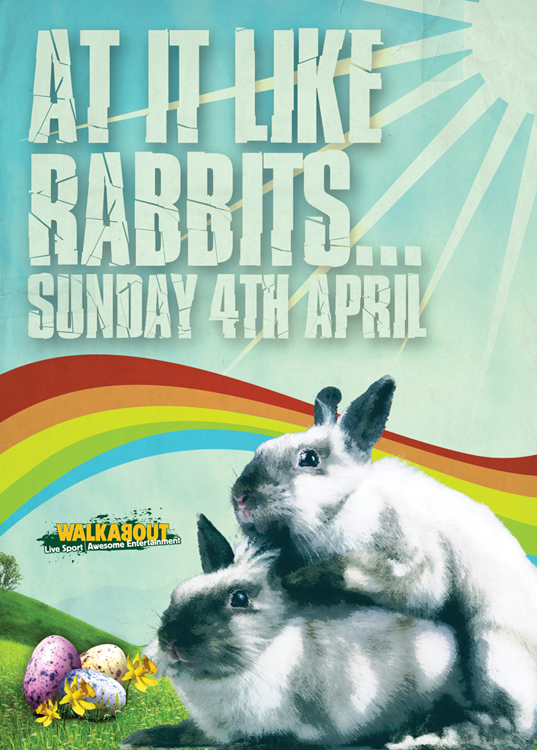 AT IT LIKE
RABBITS...
SUNDAY 4TH APRIL
WALKABOUT
Live Sport | Awesome Entertainment